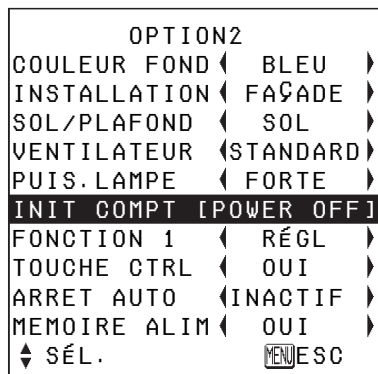 OPTION2
COULEUR FOND BLEU
INSTALLATION FAÇADE
SOL/PLAFOND SOL
VENTILATEUR STANDARD
PUIS.LAMPE FORTE
INIT COMPT [POWER OFF]
FONCTION 1 RÉGL
TOUCHE CTRL OUI
ARRET AUTO INACTIF
MEMOIRE ALIM OUI
SÉL. MENU ESC